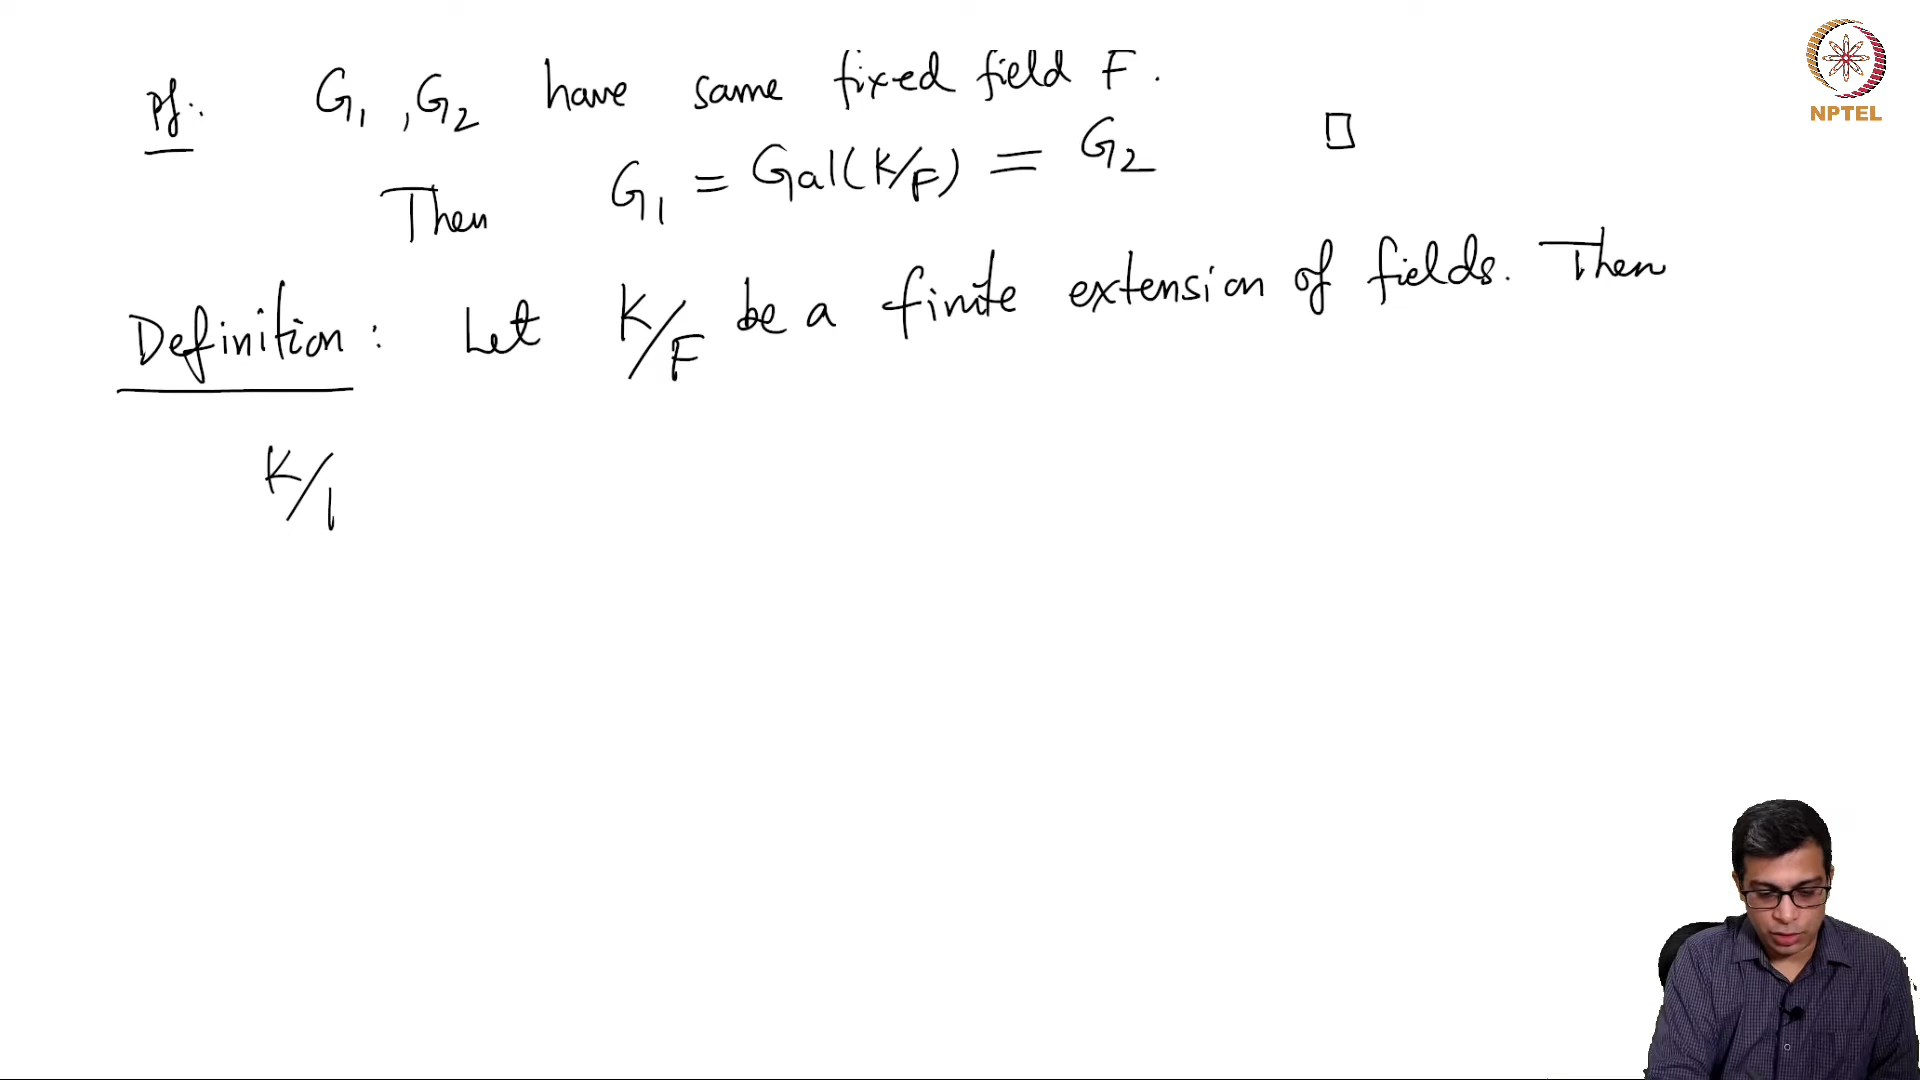 Pf: G₁, G₂ have same fixed field F.
Then G₁ = Gal(K/F) = G₂ □
Definition: Let K/F be a finite extension of fields. Then
K/
NPTEL